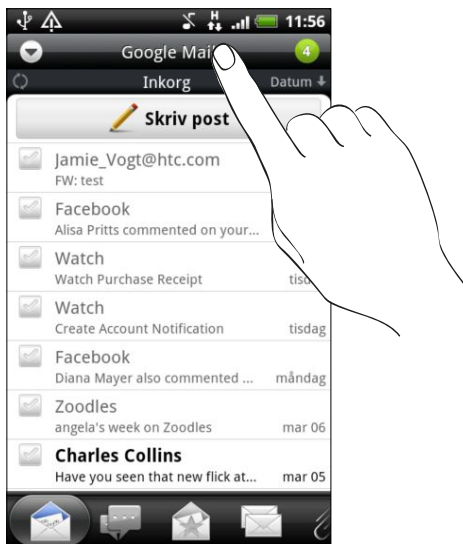 H 11:56
Google Mail
4
Inkorg Datum
Skriv post
Jamie_Vogt@htc.com
FW: test
Facebook
Alisa Pritts commented on your...
Watch
Watch Purchase Receipt
Watch
Create Account Notification tisdag
Facebook
Diana Mayer also commented ... måndag
Zoodles
angela's week on Zoodles mar 06
Charles Collins
Have you seen that new flick at... mar 05